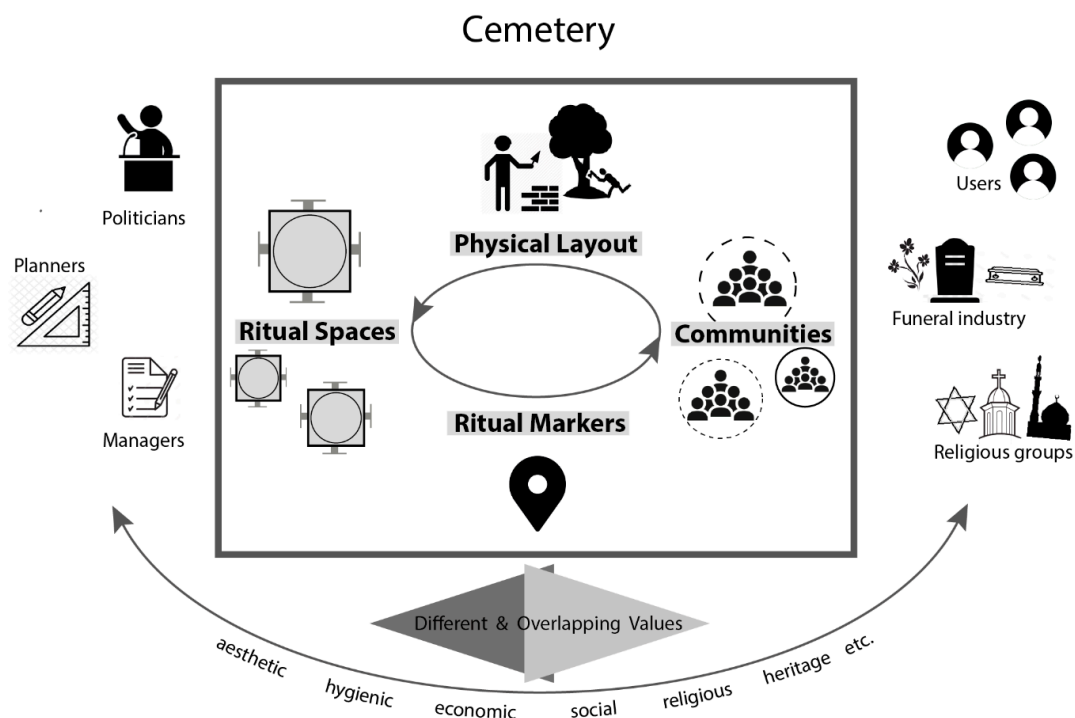 Cemetery
Politicians
Planners
Managers
Physical Layout
Ritual Spaces
Communities
Ritual Markers
Users
Funeral industry
Religious groups
Different & Overlapping Values
aesthetic hygienic economic social religious heritage etc.